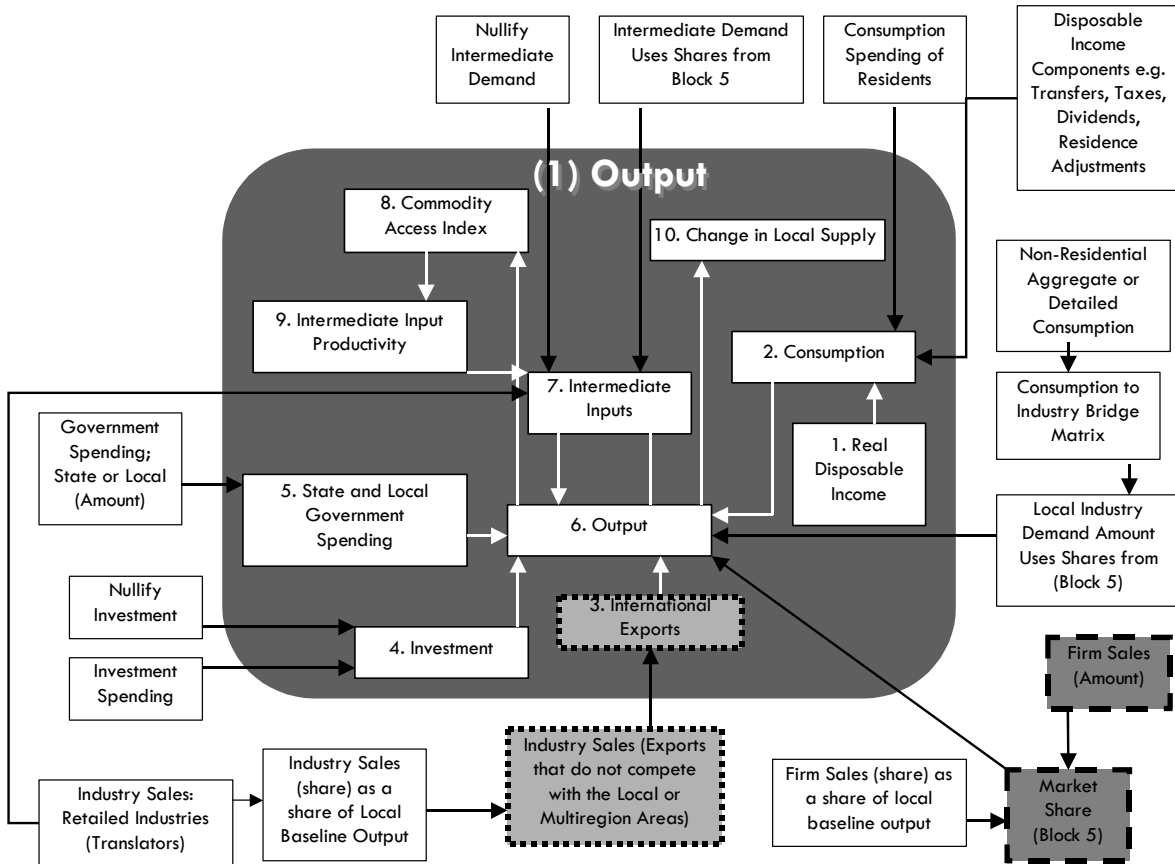 Nullify
Intermediate
Demand
Intermediate Demand
Uses Shares from
Block 5
Consumption
Spending of
Residents
Disposable
Income
Components e.g.
Transfers, Taxes,
Dividends,
Residence
Adjustments
(1) Output
8. Commodity
Access Index
10. Change in Local Supply
9. Intermediate Input
Productivity
2. Consumption
Non-Residential
Aggregate or
Detailed
Consumption
7. Intermediate
Inputs
Consumption to
Industry Bridge
Matrix
Government
Spending;
State or Local
(Amount)
1. Real
Disposable
Income
5. State and Local
Government
Spending
6. Output
Local Industry
Demand Amount
Uses Shares from
(Block 5)
Nullify
Investment
3. International
Exports
4. Investment
Investment
Spending
Firm Sales
(Amount)
Industry Sales:
Retailed Industries
(Translators)
Industry Sales
(share) as a
share of Local
Baseline Output
Industry Sales (Exports
that do not compete
with the Local or
Multiregion Areas)
Firm Sales (share) as
a share of local
baseline output
Market
Share
(Block 5)